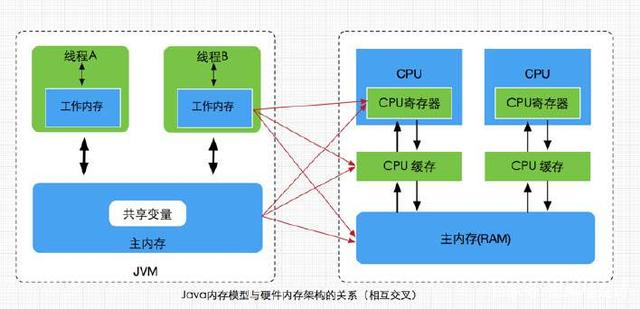 线程A
工作内存
线程B
工作内存
共享变量
主内存
JVM
CPU
CPU寄存器
CPU 缓存
CPU
CPU寄存器
CPU 缓存
主内存(RAM)
Java内存模型与硬件内存架构的关系（相互交叉）